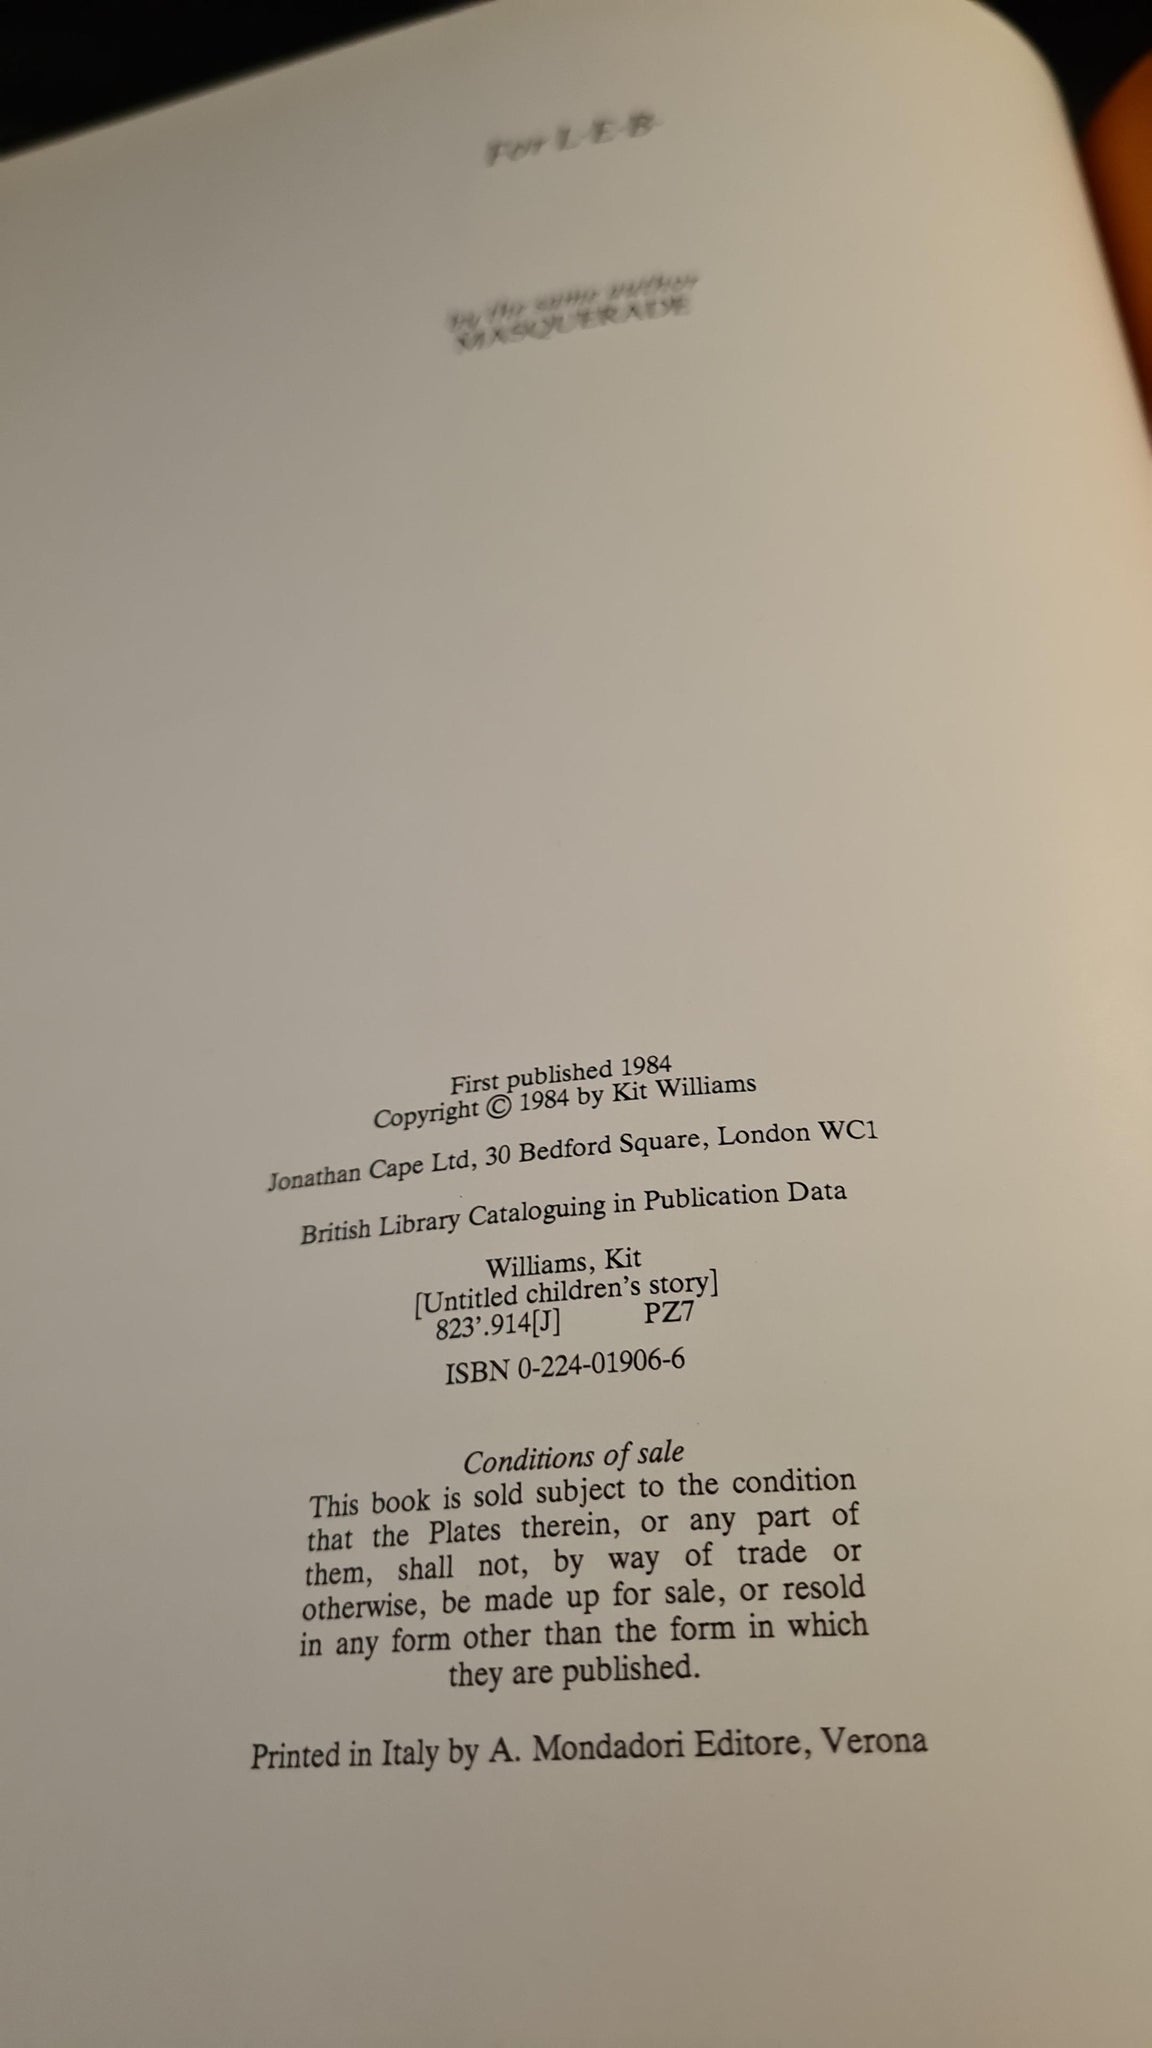 For L·E·B
by the same author
MASQUERADE
First published 1984
Copyright © 1984 by Kit Williams
Jonathan Cape Ltd, 30 Bedford Square, London WC1
British Library Cataloguing in Publication Data
Williams, Kit
[Untitled children's story]
823'.914[J] PZ7
ISBN 0-224-01906-6
Conditions of sale
This book is sold subject to the condition
that the Plates therein, or any part of
them, shall not, by way of trade or
otherwise, be made up for sale, or resold
in any form other than the form in which
they are published.
Printed in Italy by A. Mondadori Editore, Verona